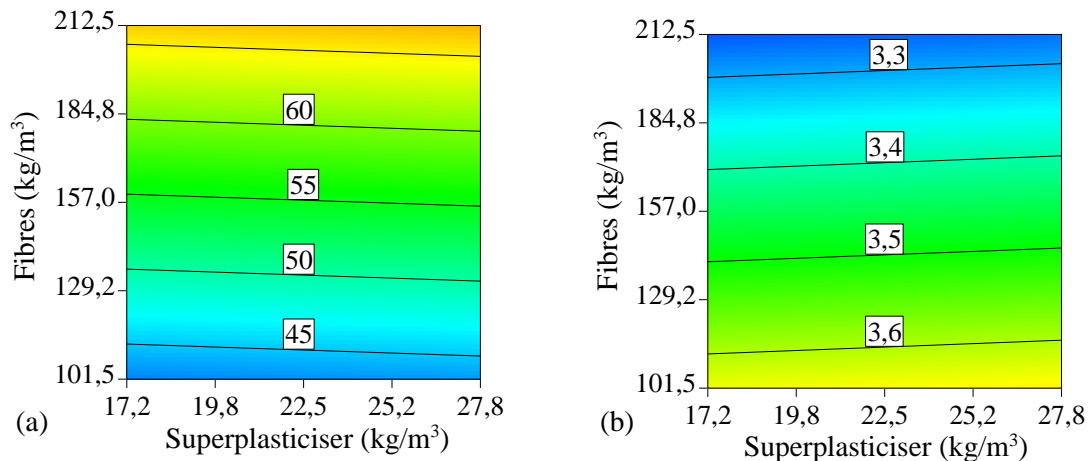 212,5
184,8
157,0
129,2
101,5
Fibres (kg/m³)
60
55
50
45
17,2 19,8 22,5 25,2 27,8
Superplasticiser (kg/m³)
(a)
212,5
184,8
157,0
129,2
101,5
Fibres (kg/m³)
3,3
3,4
3,5
3,6
17,2 19,8 22,5 25,2 27,8
Superplasticiser (kg/m³)
(b)